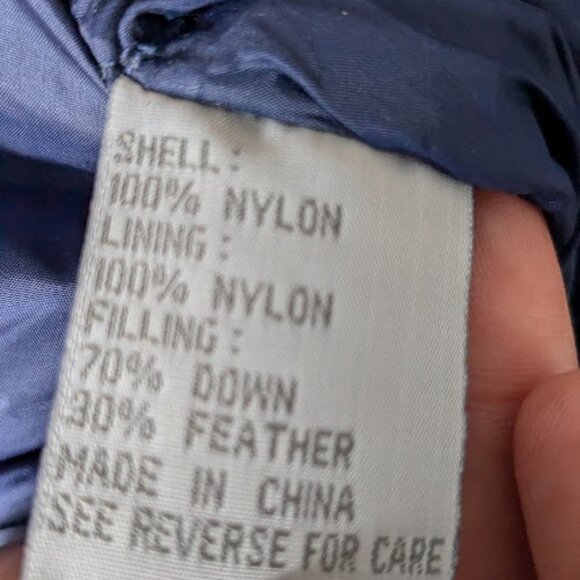 SHELL:
100% NYLON
LINING:
100% NYLON
FILLING:
70% DOWN
30% FEATHER
MADE IN CHINA
SEE REVERSE FOR CARE